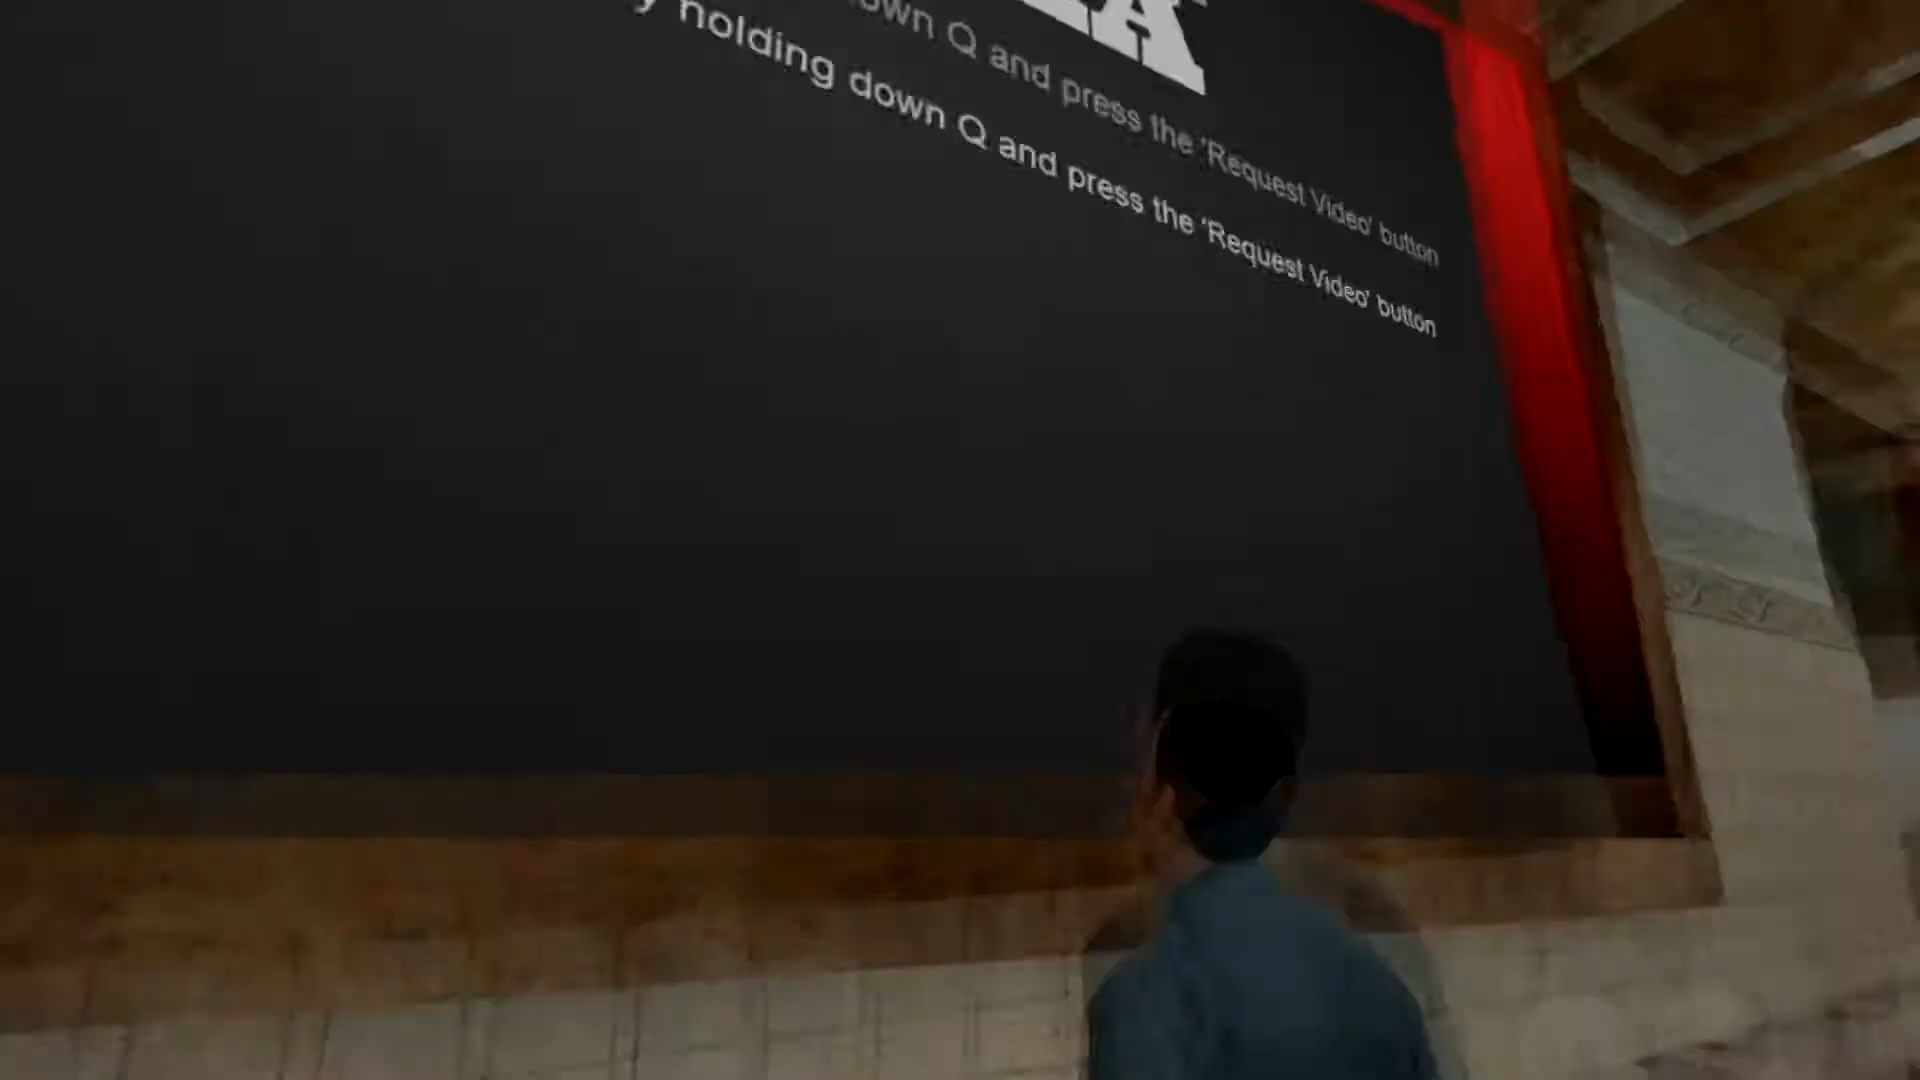 own Q and press the 'Request Video' button
holding down Q and press the 'Request Video' button